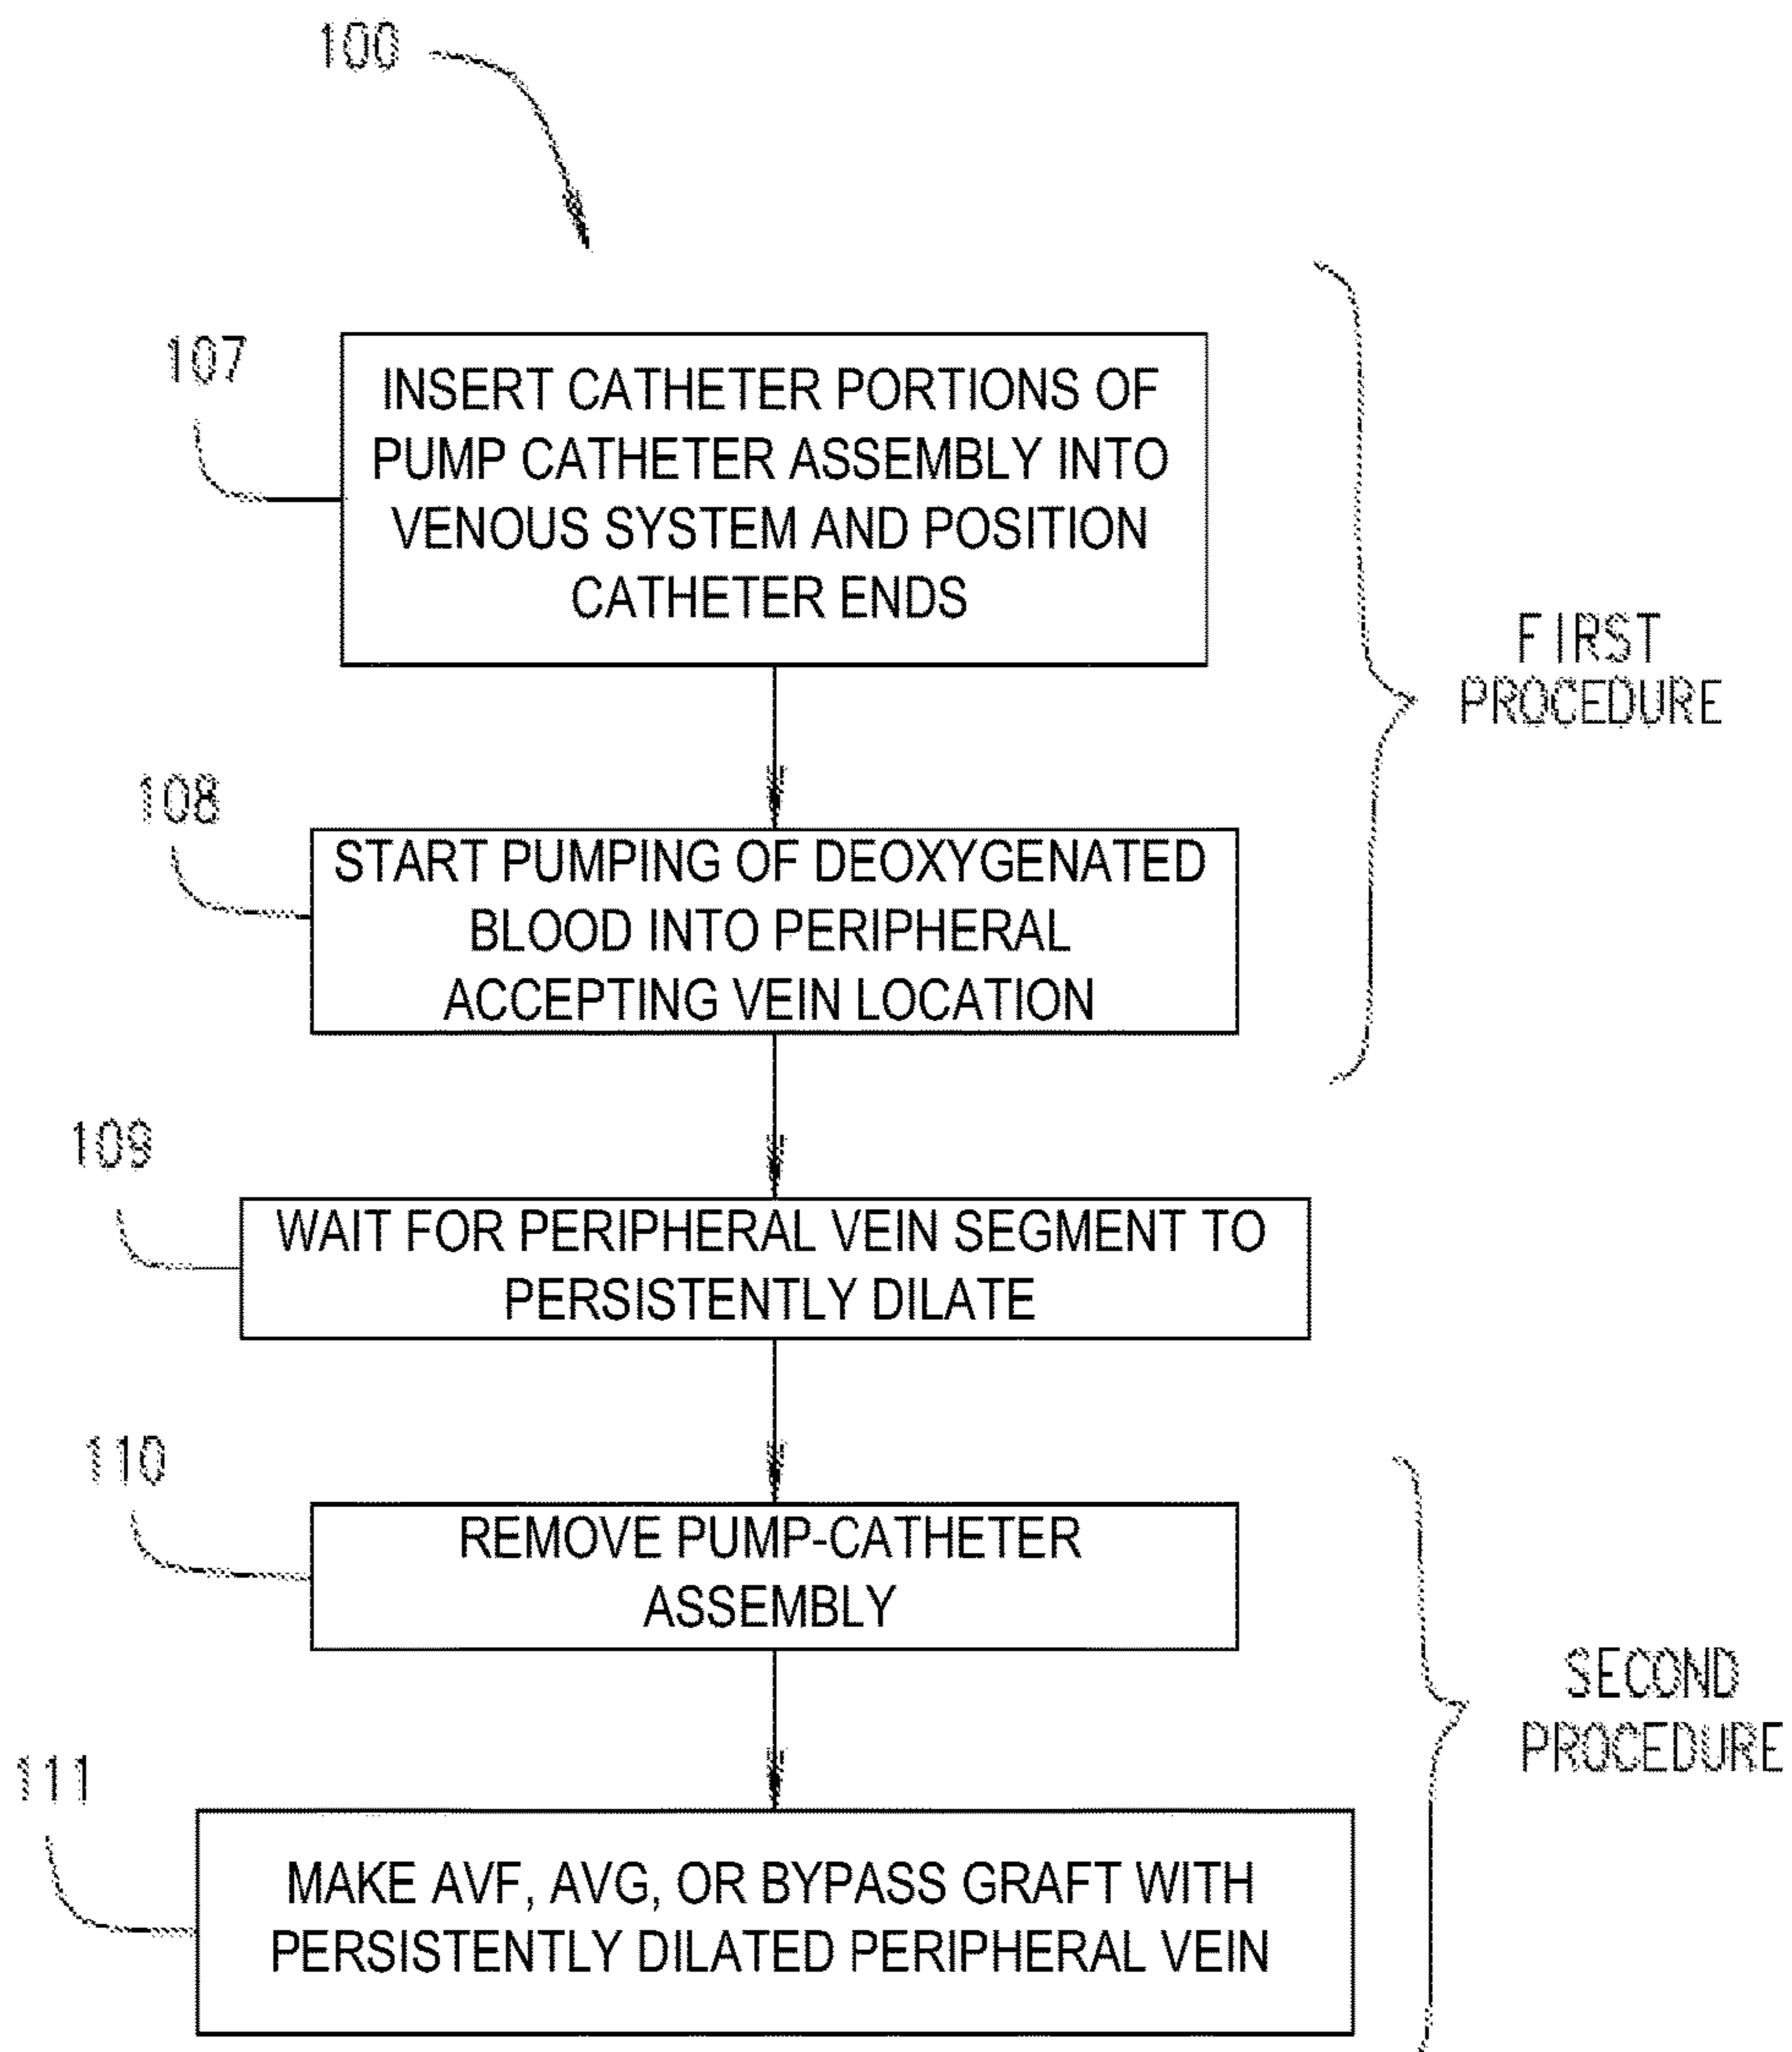 100
107
INSERT CATHETER PORTIONS OF
PUMP CATHETER ASSEMBLY INTO
VENOUS SYSTEM AND POSITION
CATHETER ENDS
FIRST
PROCEDURE
108
START PUMPING OF DEOXYGENATED
BLOOD INTO PERIPHERAL
ACCEPTING VEIN LOCATION
109
WAIT FOR PERIPHERAL VEIN SEGMENT TO
PERSISTENTLY DILATE
110
REMOVE PUMP-CATHETER
ASSEMBLY
SECOND
PROCEDURE
111
MAKE AVF, AVG, OR BYPASS GRAFT WITH
PERSISTENTLY DILATED PERIPHERAL VEIN